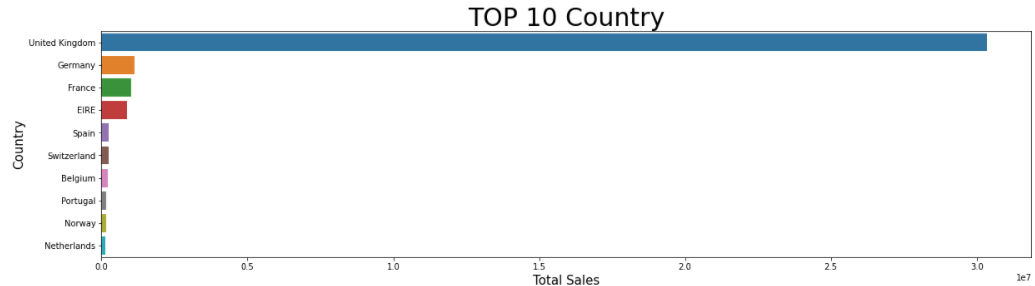 TOP 10 Country
United Kingdom
Germany
France
EIRE
Spain
Switzerland
Belgium
Portugal
Norway
Netherlands
Country
0.0 0.5 1.0 1.5 2.0 2.5 3.0
1e7
Total Sales